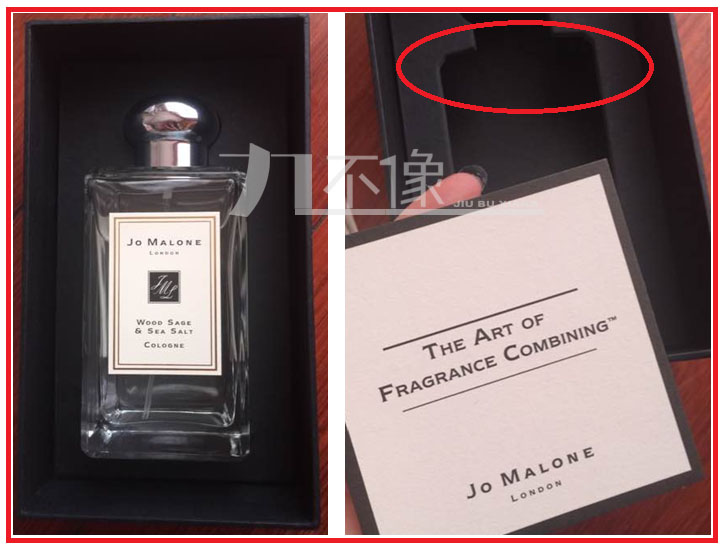 JO MALONE
LONDON
JML
WOOD SAGE
& SEA SALT
COLOGNE
九不像
JIU BU
THE ART OF
FRAGRANCE COMBINING™
JO MALONE
LONDON